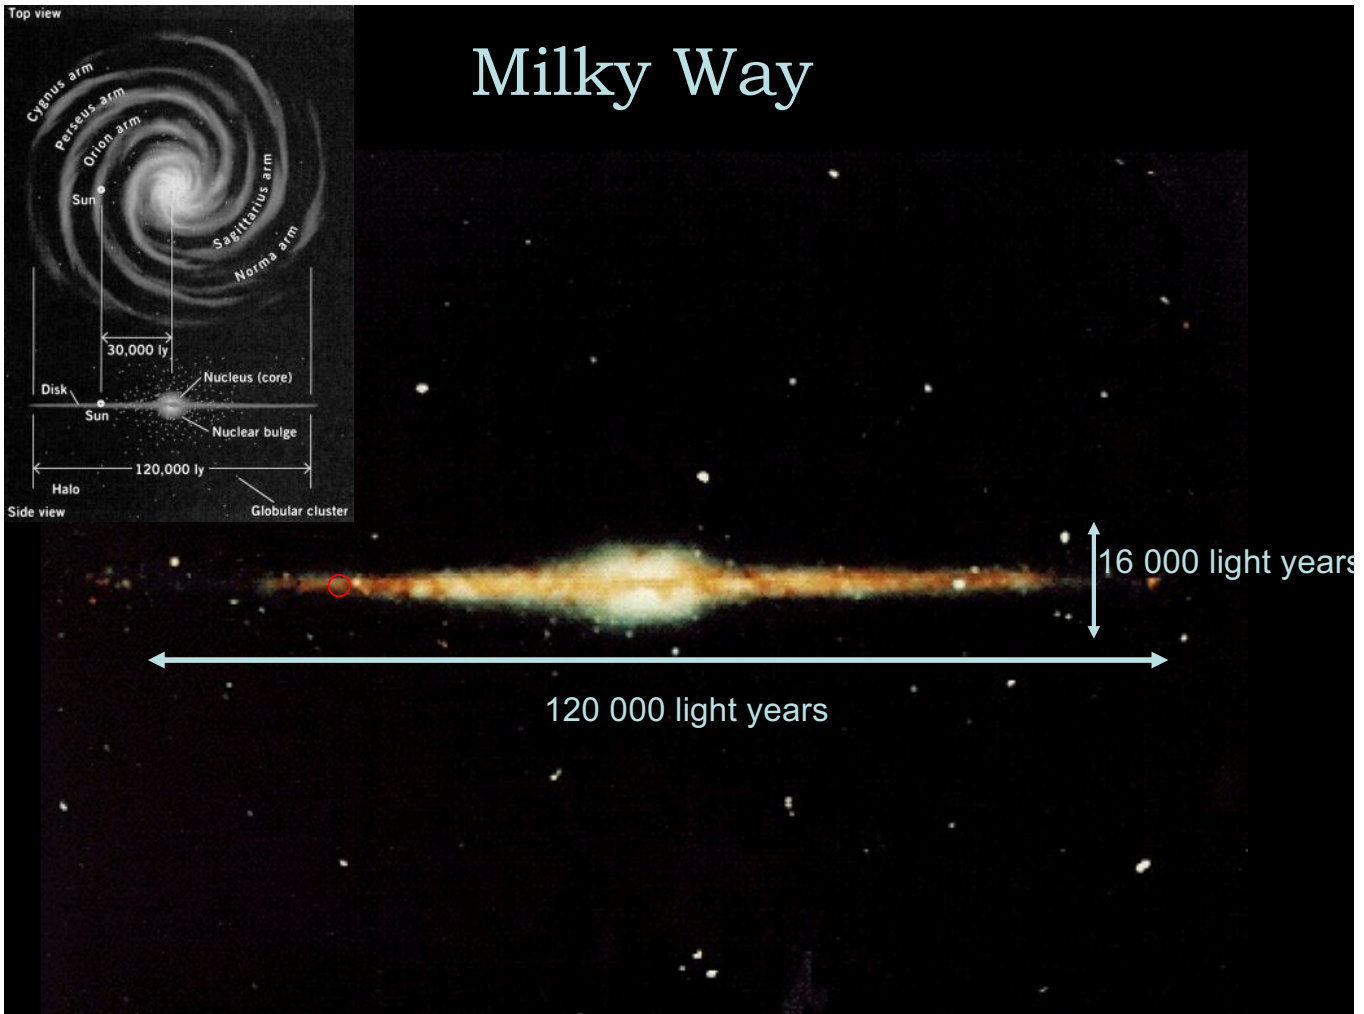 Top view
Milky Way
Cygnus arm
Perseus arm
Orion arm
Sun
Sagittarius arm
Norma arm
30,000 ly
Nucleus (core)
Disk
Sun
Nuclear bulge
120,000 ly
Halo
Side view
Globular cluster
16 000 light years
120 000 light years